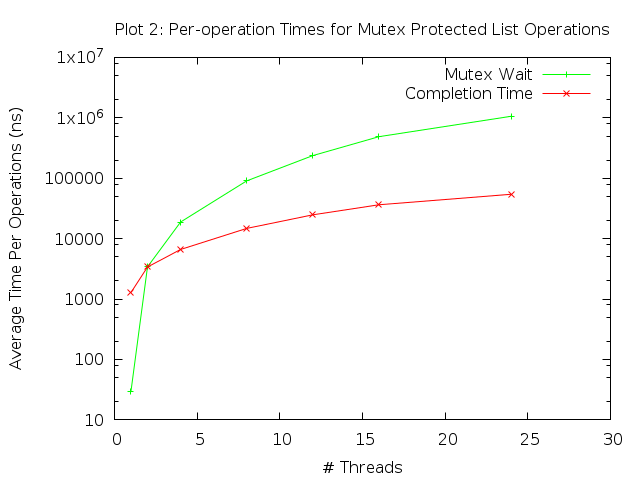 Plot 2: Per-operation Times for Mutex Protected List Operations
1x10^7
Mutex Wait
Completion Time
1x10^6
100000
10000
1000
100
10
Average Time Per Operations (ns)
0 5 10 15 20 25 30
# Threads